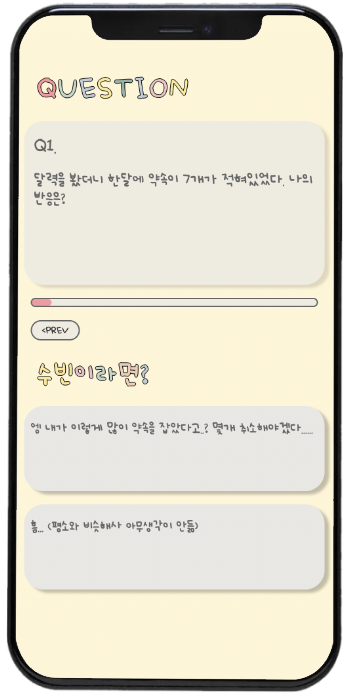 QUESTION
Q1.
달력을 봤더니 한달에 약속이 7개가 적혀있었다. 나의
반응은?
<PREV
수빈이라면?
엥 내가 이렇게 많이 약속을 잡았다고..? 몇개 취소해야겠다......
흠... (평소와 비슷해사 아무생각이 안듦)